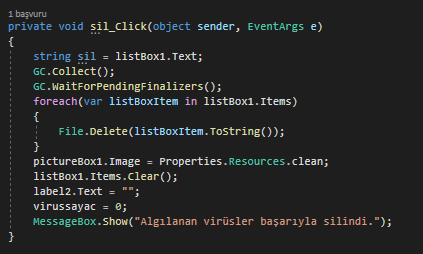 1 başvuru
private void sil_Click(object sender, EventArgs e)
{
string sil = listBox1.Text;
GC.Collect();
GC.WaitForPendingFinalizers();
foreach(var listBoxItem in listBox1.Items)
{
File.Delete(listBoxItem.ToString());
}
pictureBox1.Image = Properties.Resources.clean;
listBox1.Items.Clear();
label2.Text = "";
virussayac = 0;
MessageBox.Show("Algılanan virüsler başarıyla silindi.");
}